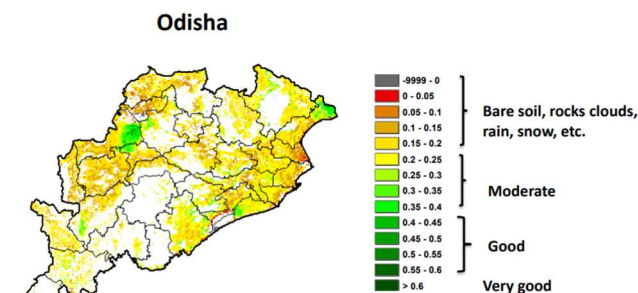 Odisha
-9999 - 0
0 - 0.05
0.05 - 0.1
0.1 - 0.15
0.15 - 0.2
0.2 - 0.25
0.25 - 0.3
0.3 - 0.35
0.35 - 0.4
0.4 - 0.45
0.45 - 0.5
0.5 - 0.55
0.55 - 0.6
> 0.6
Bare soil, rocks clouds,
rain, snow, etc.
Moderate
Good
Very good